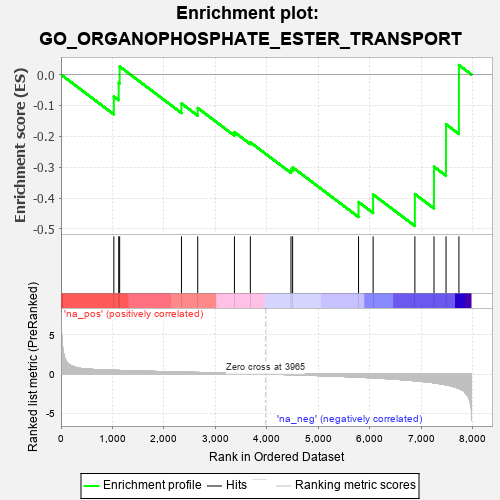 Enrichment plot:
GO_ORGANOPHOSPHATE_ESTER_TRANSPORT
Enrichment score (ES)
0.0
-0.1
-0.2
-0.3
-0.4
-0.5
'na_pos' (positively correlated)
Ranked list metric (PreRanked)
5
0
-5
Zero cross at 3965
'na_neg' (negatively correlated)
0
1,000
2,000
3,000
4,000
5,000
6,000
7,000
8,000
Rank in Ordered Dataset
Enrichment profile
Hits
Ranking metric scores